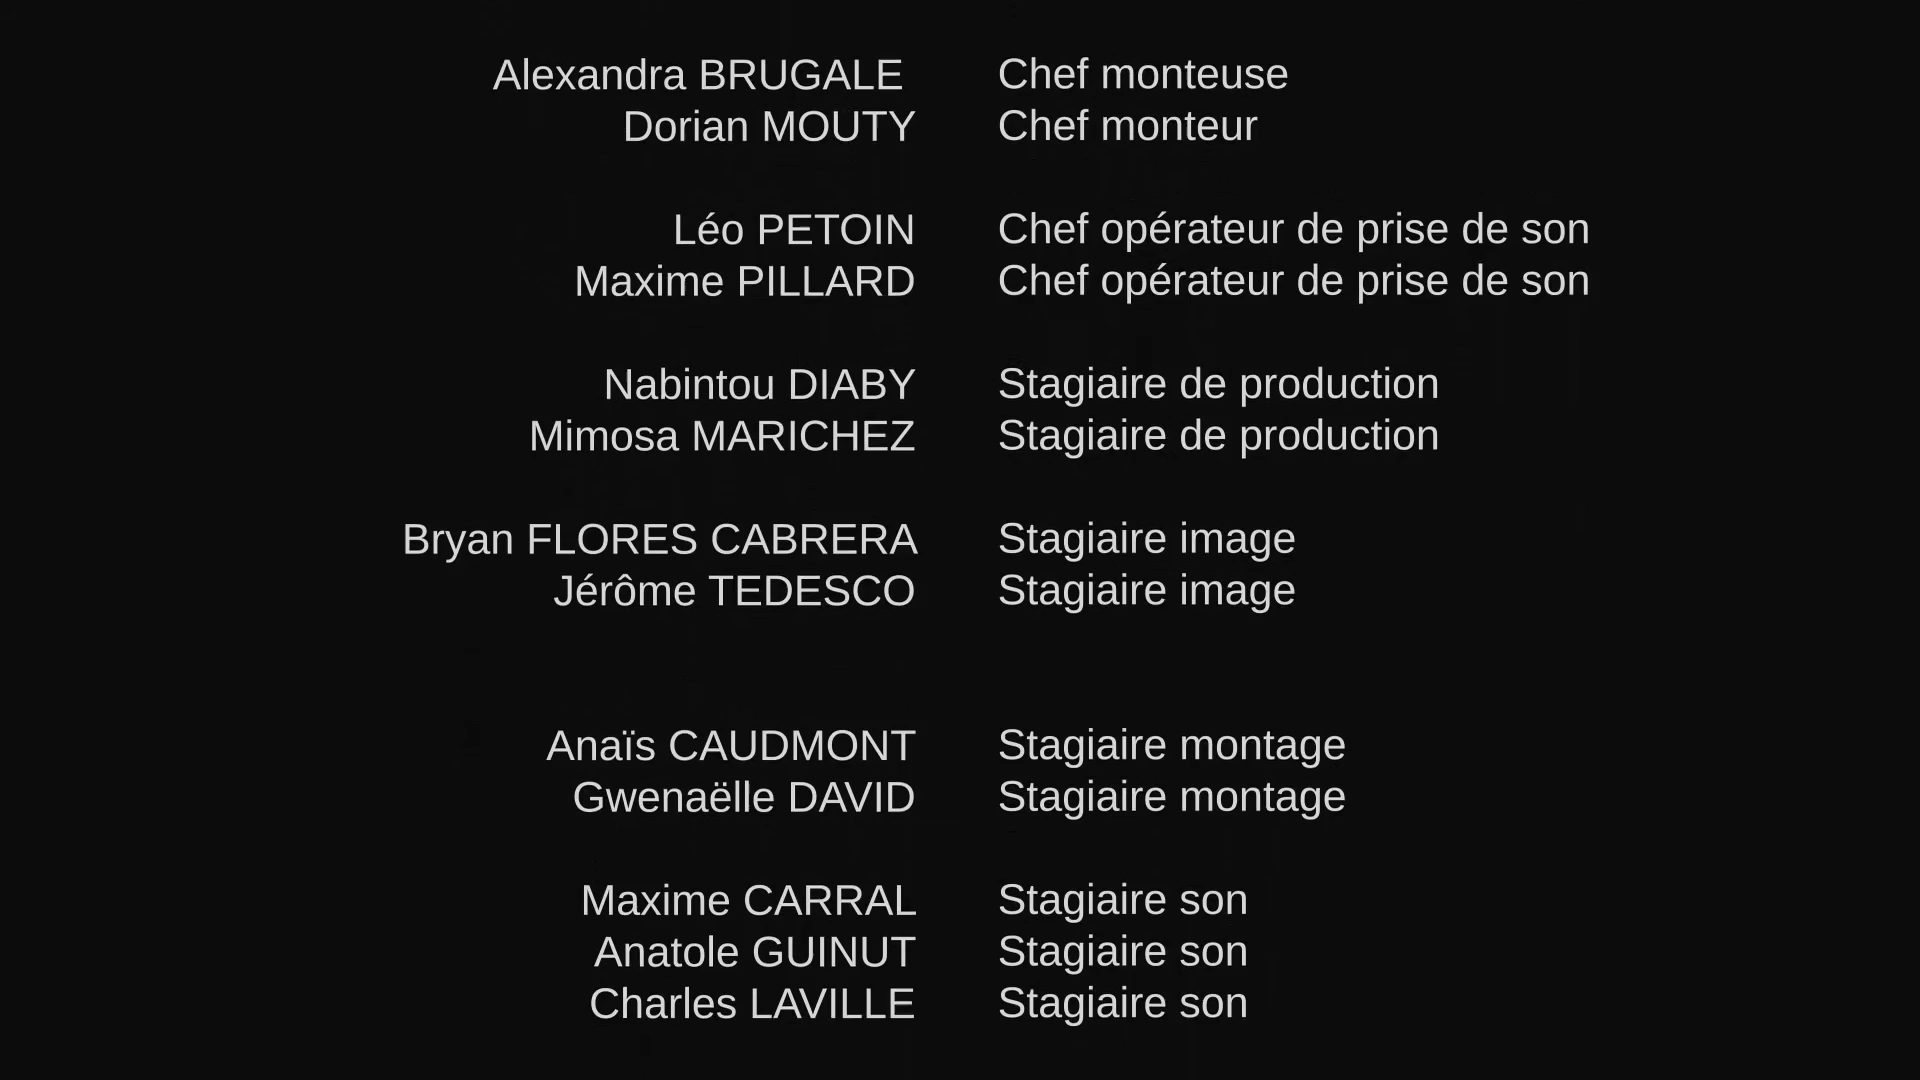 Alexandra BRUGALE Chef monteuse
Dorian MOUTY Chef monteur
Léo PETOIN Chef opérateur de prise de son
Maxime PILLARD Chef opérateur de prise de son
Nabintou DIABY Stagiaire de production
Mimosa MARICHEZ Stagiaire de production
Bryan FLORES CABRERA Stagiaire image
Jérôme TEDESCO Stagiaire image
Anaïs CAUDMONT Stagiaire montage
Gwenaëlle DAVID Stagiaire montage
Maxime CARRAL Stagiaire son
Anatole GUINUT Stagiaire son
Charles LAVILLE Stagiaire son